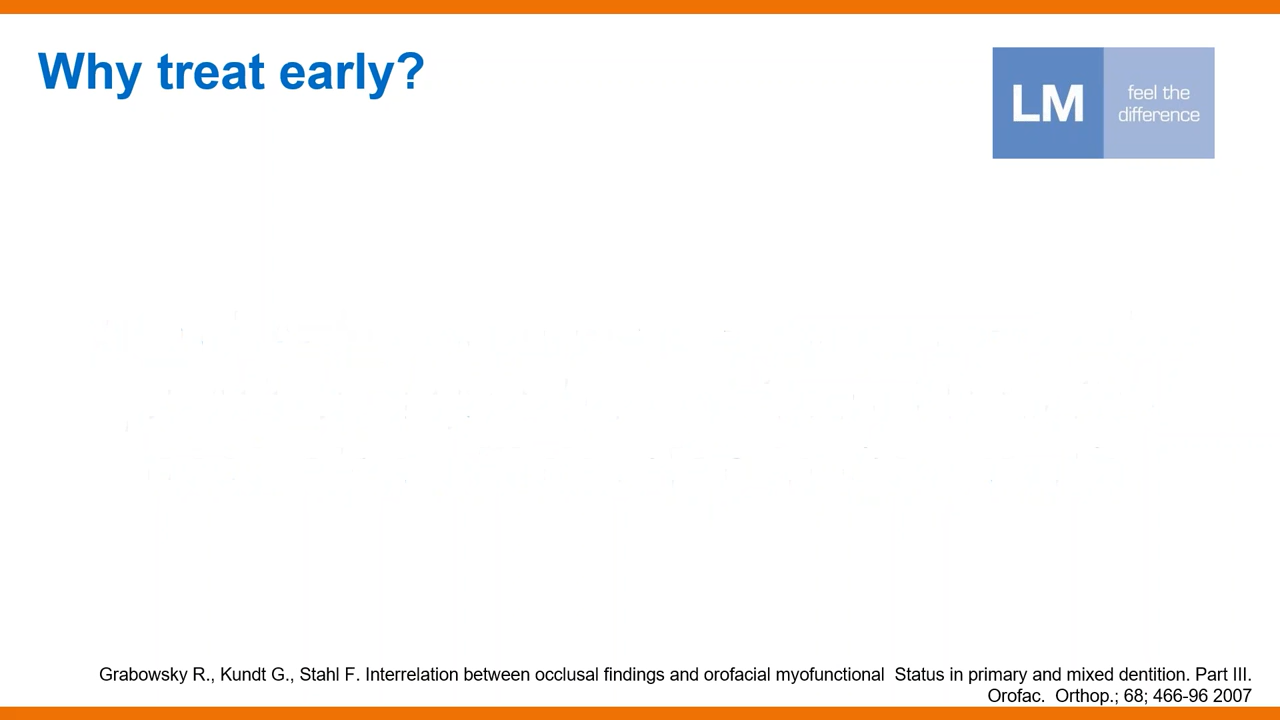 Why treat early?
LM
feel the
difference
Grabowsky R., Kundt G., Stahl F. Interrelation between occlusal findings and orofacial myofunctional  Status in primary and mixed dentition. Part III.
Orofac.  Orthop.; 68; 466-96 2007